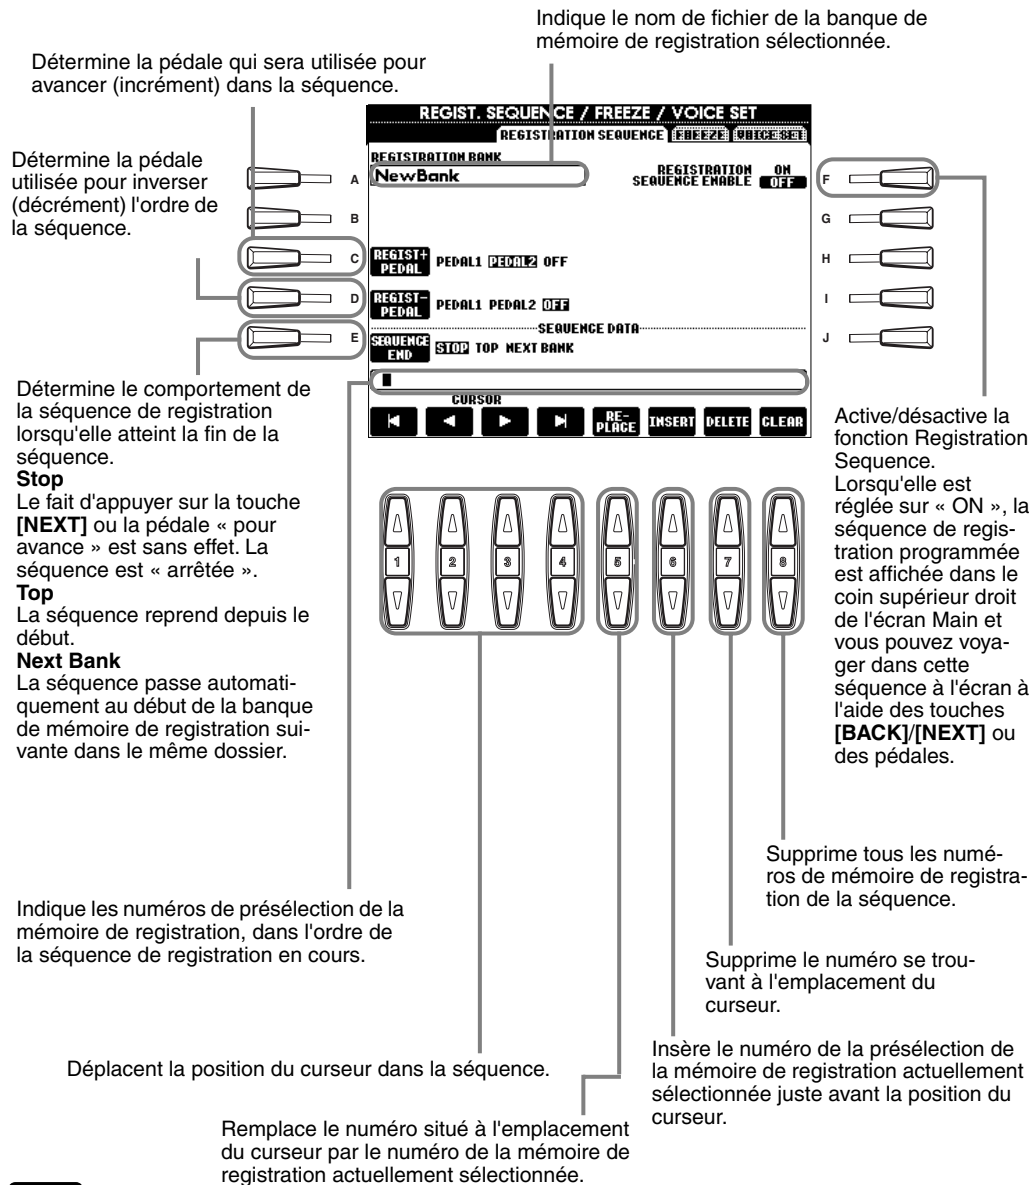 Indique le nom de fichier de la banque de
mémoire de registration sélectionnée.
Détermine la pédale qui sera utilisée pour
avancer (incrément) dans la séquence.
Détermine la pédale
utilisée pour inverser
(décrément) l'ordre de
la séquence.
REGIST. SEQUENCE / FREEZE / VOICE SET
REGISTRATION SEQUENCE FREEZE VOICE SET
REGISTRATION BANK
NewBank
REGISTRATION ON
SEQUENCE ENABLE OFF
A
B
C
D
E
F
G
H
I
J
REGIST+
PEDAL
PEDAL1 PEDAL2 OFF
REGIST-
PEDAL
PEDAL1 PEDAL2 OFF
SEQUENCE DATA
SEQUENCE
END
STOP TOP NEXT BANK
CURSOR
RE-
PLACE
INSERT
DELETE
CLEAR
1 2 3 4 5 6 7 8
Détermine le comportement de
la séquence de registration
lorsqu'elle atteint la fin de la
séquence.
Stop
Le fait d'appuyer sur la touche
[NEXT] ou la pédale « pour
avance » est sans effet. La
séquence est « arrêtée ».
Top
La séquence reprend depuis le
début.
Next Bank
La séquence passe automati-
quement au début de la banque
de mémoire de registration sui-
vante dans le même dossier.
Active/désactive la
fonction Registration
Sequence.
Lorsqu'elle est
réglée sur « ON », la
séquence de regis-
tration programmée
est affichée dans le
coin supérieur droit
de l'écran Main et
vous pouvez voya-
ger dans cette
séquence à l'écran à
l'aide des touches
[BACK]/[NEXT] ou
des pédales.
Supprime tous les numé-
ros de mémoire de registra-
tion de la séquence.
Indique les numéros de présélection de la
mémoire de registration, dans l'ordre de
la séquence de registration en cours.
Supprime le numéro se trou-
vant à l'emplacement du
curseur.
Déplacent la position du curseur dans la séquence.
Insère le numéro de la présélection de
la mémoire de registration actuellement
sélectionnée juste avant la position du
curseur.
Remplace le numéro situé à l'emplacement
du curseur par le numéro de la mémoire de
registration actuellement sélectionnée.